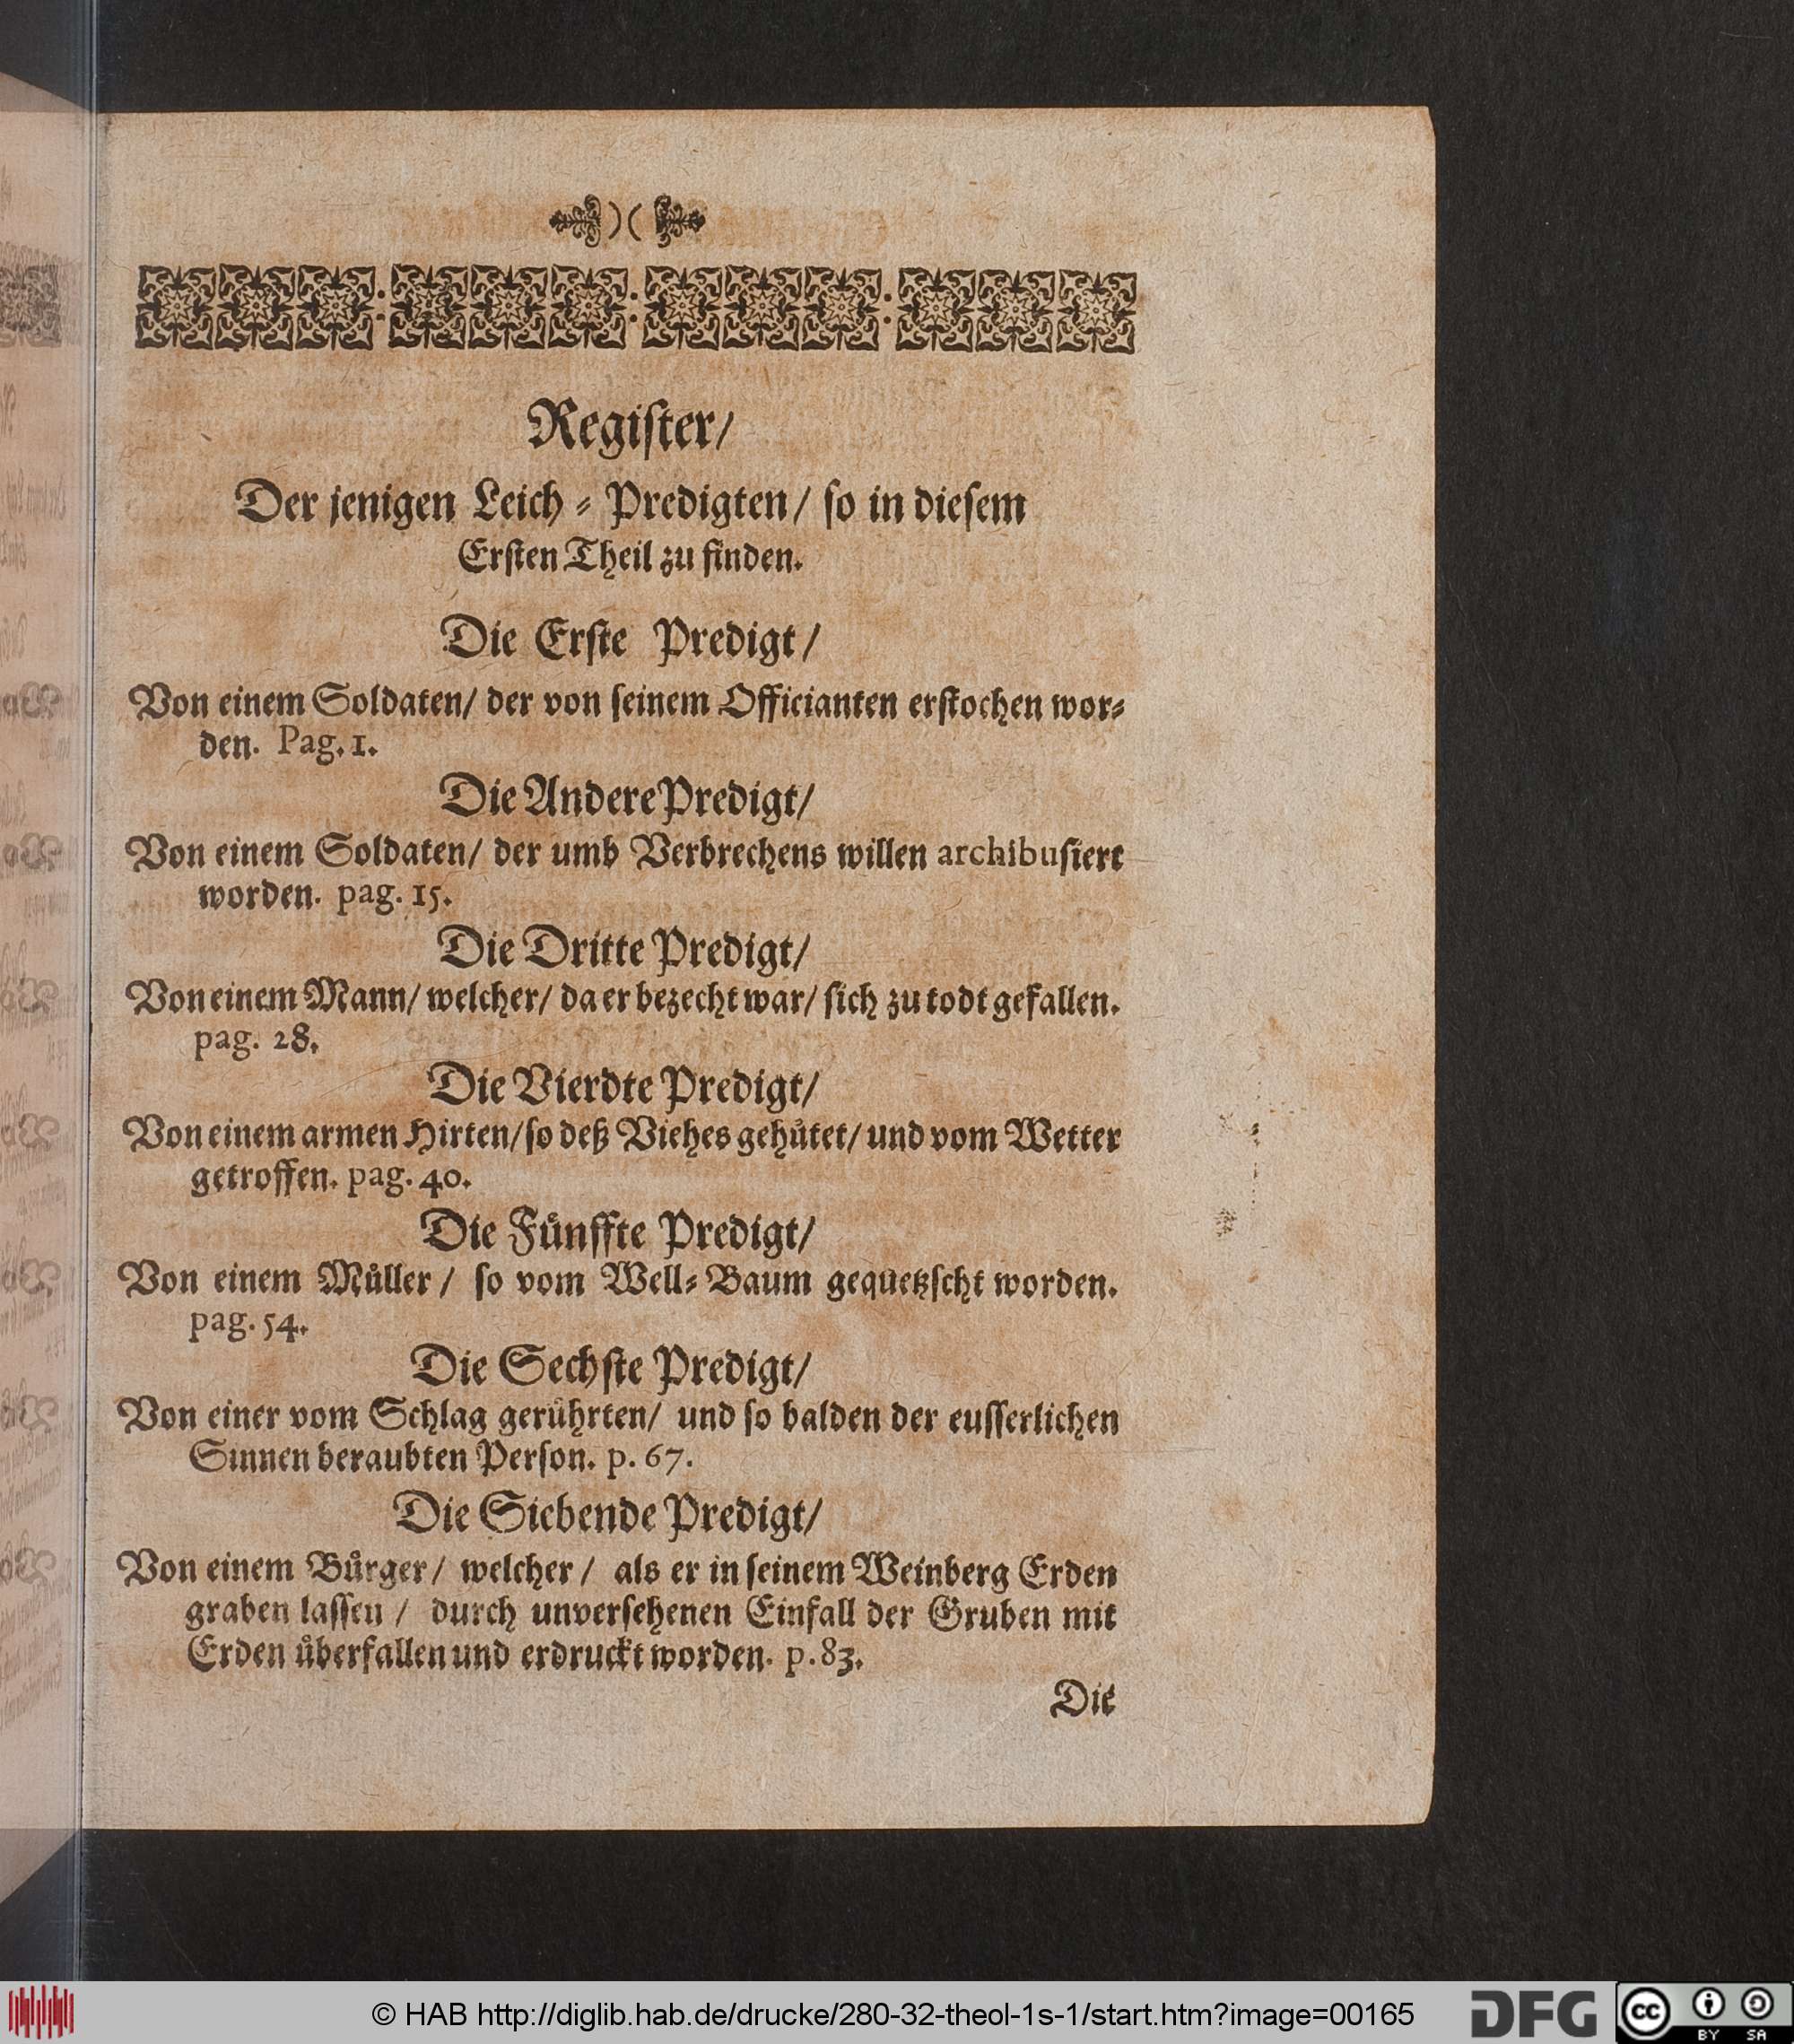 )(
Register/
Der jenigen Leich-Predigten/ so in diesem
Ersten Theil zu finden.
Die Erste Predigt/
Von einem Soldaten/ der von seinem Officianten erstochen wor-
den. Pag. 1.
Die Andere Predigt/
Von einem Soldaten/ der umb Verbrechens willen archibusiert
worden. pag. 15.
Die Dritte Predigt/
Von einem Mann/ welcher/ da er bezecht war/ sich zu todt gefallen.
pag. 28.
Die Vierdte Predigt/
Von einem armen Hirten/ so deß Viehes gehütet/ und vom Wetter
getroffen. pag. 40.
Die Fünffte Predigt/
Von einem Müller/ so vom Well-Baum gequetzscht worden.
pag. 54.
Die Sechste Predigt/
Von einer vom Schlag gerührten/ und so balden der eusserlichen
Sinnen beraubten Person. p. 67.
Die Siebende Predigt/
Von einem Bürger/ welcher/ als er in seinem Weinberg Erden
graben lassen/ durch unversehenen Einfall der Gruben mit
Erden überfallen und erdruckt worden. p. 83.
Die
© HAB http://diglib.hab.de/drucke/280-32-theol-1s-1/start.htm?image=00165
DFG
cc BY SA